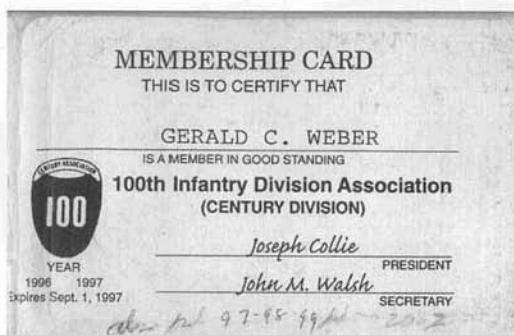 MEMBERSHIP CARD
THIS IS TO CERTIFY THAT
GERALD C. WEBER
IS A MEMBER IN GOOD STANDING
100th Infantry Division Association
(CENTURY DIVISION)
CENTURY ASSOCIATION
100
YEAR
1996 1997
Expires Sept. 1, 1997
Joseph Collie
PRESIDENT
John M. Walsh
SECRETARY
97-98-99